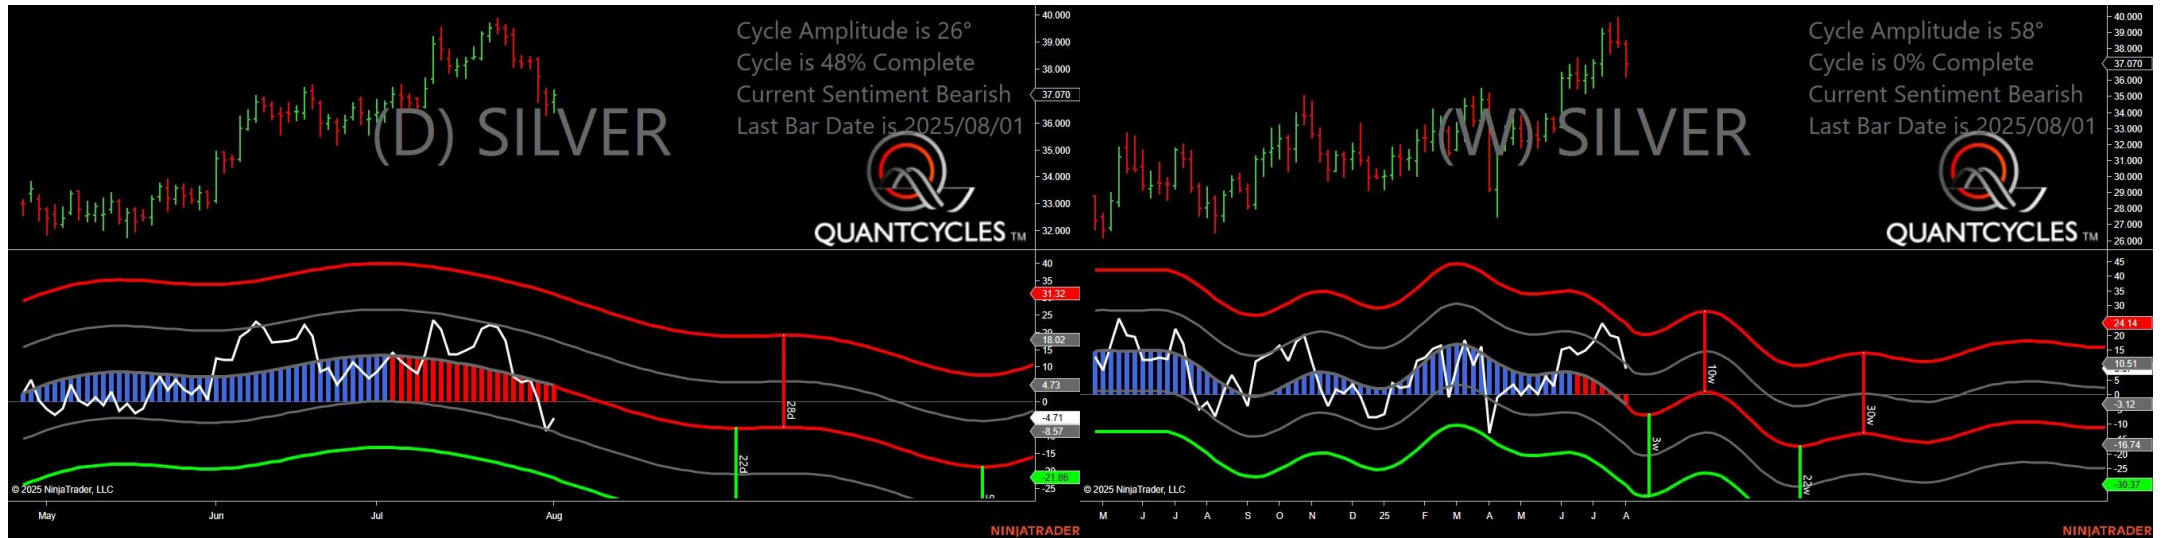 Cycle Amplitude is 26°
Cycle is 48% Complete
Current Sentiment Bearish
Last Bar Date is 2025/08/01
(D) SILVER
QUANTCYCLES TM
40.000
39.000
38.000
37.070
36.000
35.000
34.000
33.000
32.000
40
35
31.32
25
18.02
15
10
4.73
0
-4.71
-8.57
-15
-21.86
-25
28d
22d
© 2025 NinjaTrader, LLC
May Jun Jul Aug
NINJATRADER
Cycle Amplitude is 58°
Cycle is 0% Complete
Current Sentiment Bearish
Last Bar Date is 2025/08/01
(W) SILVER
QUANTCYCLES TM
40.000
39.000
38.000
37.070
36.000
35.000
34.000
33.000
32.000
31.000
30.000
29.000
28.000
27.000
26.000
45
40
35
30
24.14
20
15
10.51
5
0
-3.12
-10
-16.74
-20
-25
-30.37
10w
30w
3w
22w
© 2025 NinjaTrader, LLC
M J J A S O N D 25 F M A M J J A
NINJATRADER